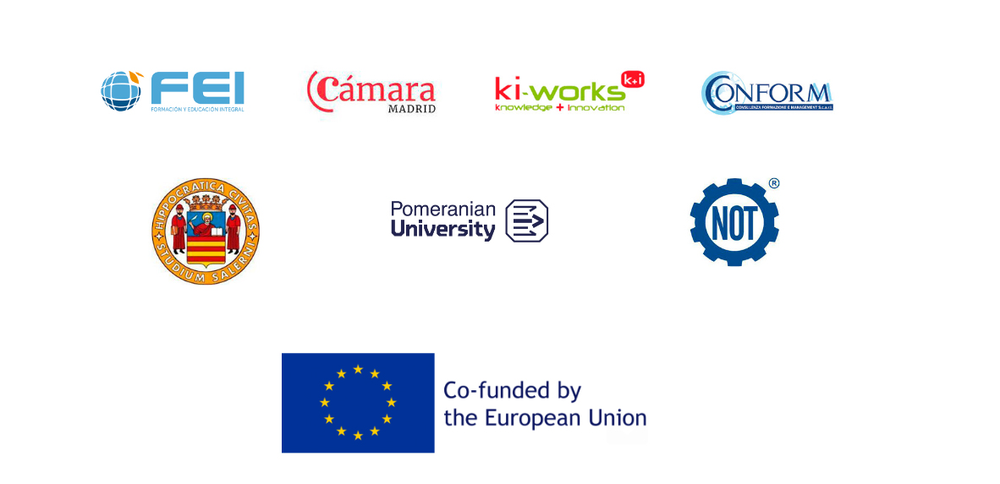 FEI
FORMACIÓN Y EDUCACIÓN INTEGRAL
Cámara
MADRID
ki-works k+i
knowledge + innovation
CONFORM
CONSULENZA FORMAZIONE E MANAGEMENT S.c.a.r.l.
HIPPOCRATICA CIVITAS
STUDIUM SALERNI
Pomeranian
University
NOT ®
Co-funded by
the European Union